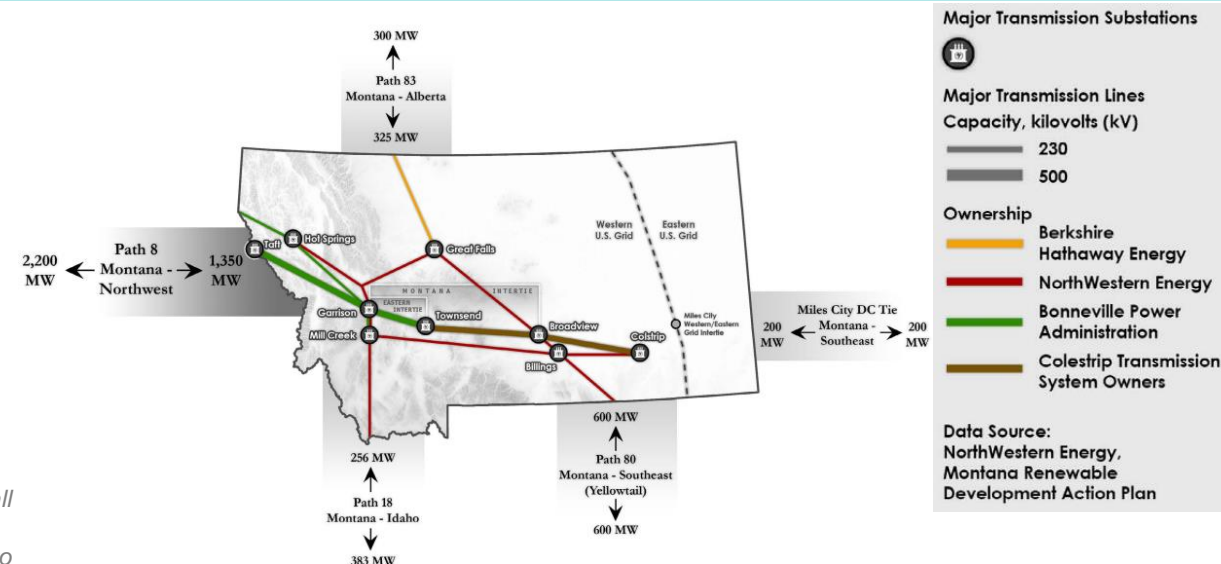 300 MW
Path 83
Montana - Alberta
325 MW
2,200
MW
Path 8
Montana -
Northwest
1,350
MW
Taft
Hot Springs
Great Falls
Western
U.S. Grid
Eastern
U.S. Grid
MONTANA INTERTIE
EASTERN
INTERTIE
Garrison
Townsend
Mill Creek
Broadview
Colstrip
Billings
Miles City
Western/Eastern
Grid Intertie
200
MW
Miles City DC Tie
Montana -
Southeast
200
MW
256 MW
Path 18
Montana - Idaho
383 MW
600 MW
Path 80
Montana - Southeast
(Yellowtail)
600 MW
Major Transmission Substations
Major Transmission Lines
Capacity, kilovolts (kV)
230
500
Ownership
Berkshire
Hathaway Energy
NorthWestern Energy
Bonneville Power
Administration
Colestrip Transmission
System Owners
Data Source:
NorthWestern Energy,
Montana Renewable
Development Action Plan